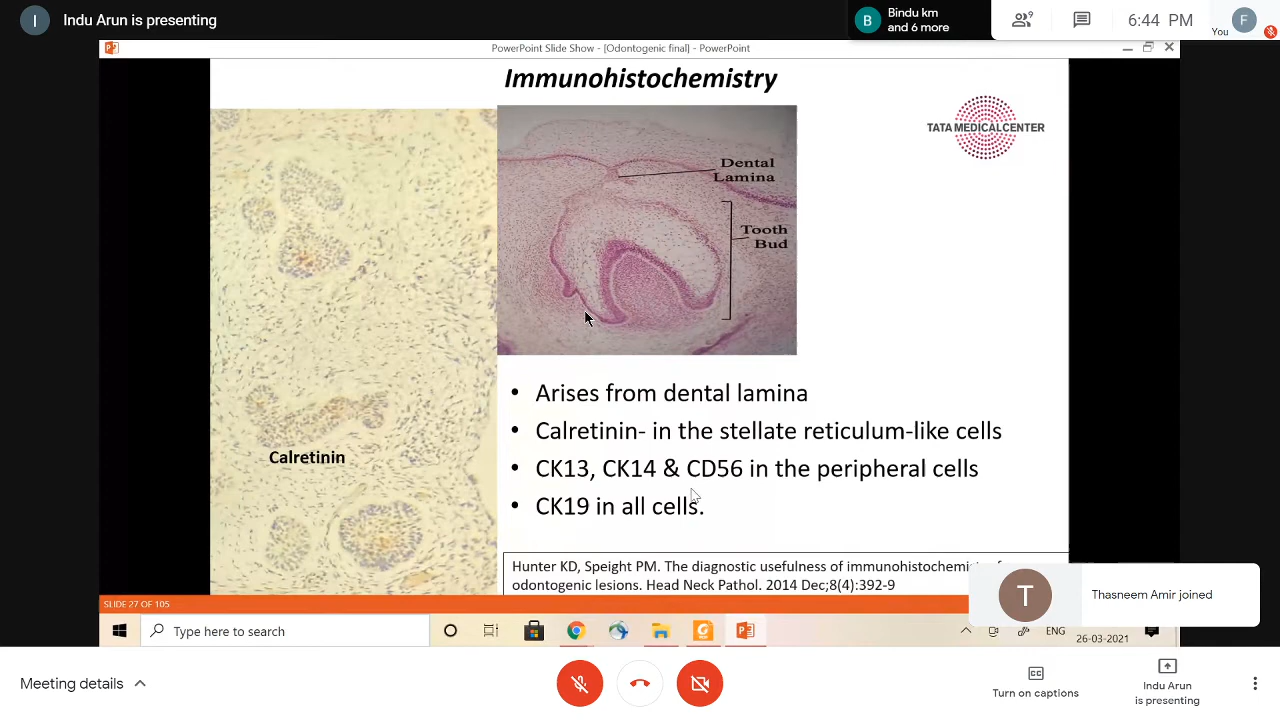 I
Indu Arun is presenting
B
Bindu km
and 6 more
9
6:44 PM
You
F
PowerPoint Slide Show - [Odontogenic final] - PowerPoint
Immunohistochemistry
TATA MEDICAL CENTER
Dental
Lamina
Tooth
Bud
Calretinin
• Arises from dental lamina
• Calretinin- in the stellate reticulum-like cells
• CK13, CK14 & CD56 in the peripheral cells
• CK19 in all cells.
Hunter KD, Speight PM. The diagnostic usefulness of immunohistochemis
odontogenic lesions. Head Neck Pathol. 2014 Dec;8(4):392-9
T
Thasneem Amir joined
SLIDE 27 OF 105
Type here to search
ENG
26-03-2021
Meeting details
CC
Turn on captions
Indu Arun
is presenting